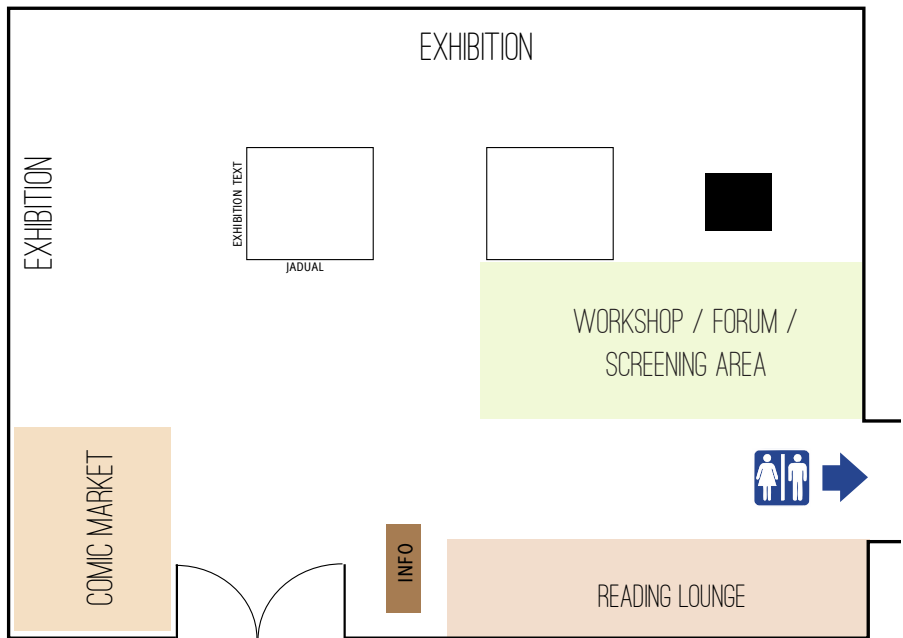 EXHIBITION
EXHIBITION
EXHIBITION TEXT
JADUAL
WORKSHOP / FORUM /
SCREENING AREA
COMIC MARKET
INFO
READING LOUNGE